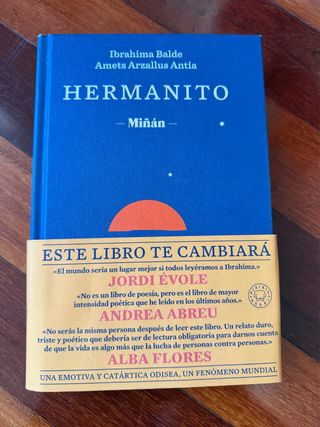 Ibrahima Balde
Amets Arzallus Antia
HERMANITO
— Miñán —
ESTE LIBRO TE CAMBIARÁ
«El mundo sería un lugar mejor si todos leyéramos a Ibrahima.»
JORDI ÉVOLE
«No es un libro de poesía, pero es el libro de mayor
intensidad poética que he leído en los últimos años.»
ANDREA ABREU
«No serás la misma persona después de leer este libro. Un relato duro,
triste y poético que debería ser de lectura obligatoria para darnos cuenta
de que la vida es algo más que la lucha de personas contra personas.»
ALBA FLORES
UNA EMOTIVA Y CATÁRTICA ODISEA, UN FENÓMENO MUNDIAL